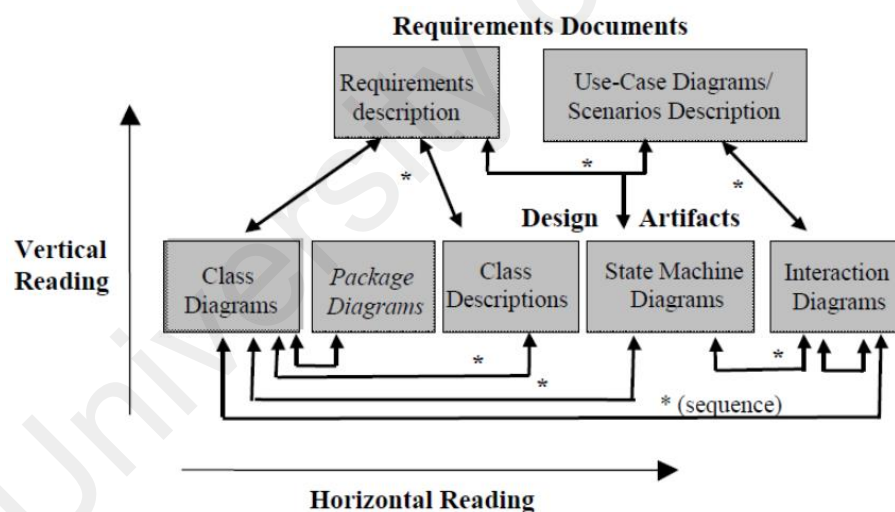 Requirements Documents
Requirements
description
Use-Case Diagrams/
Scenarios Description
*
*
*
Design Artifacts
Vertical
Reading
Class
Diagrams
Package
Diagrams
Class
Descriptions
State Machine
Diagrams
Interaction
Diagrams
*
*
*
* (sequence)
Horizontal Reading
University